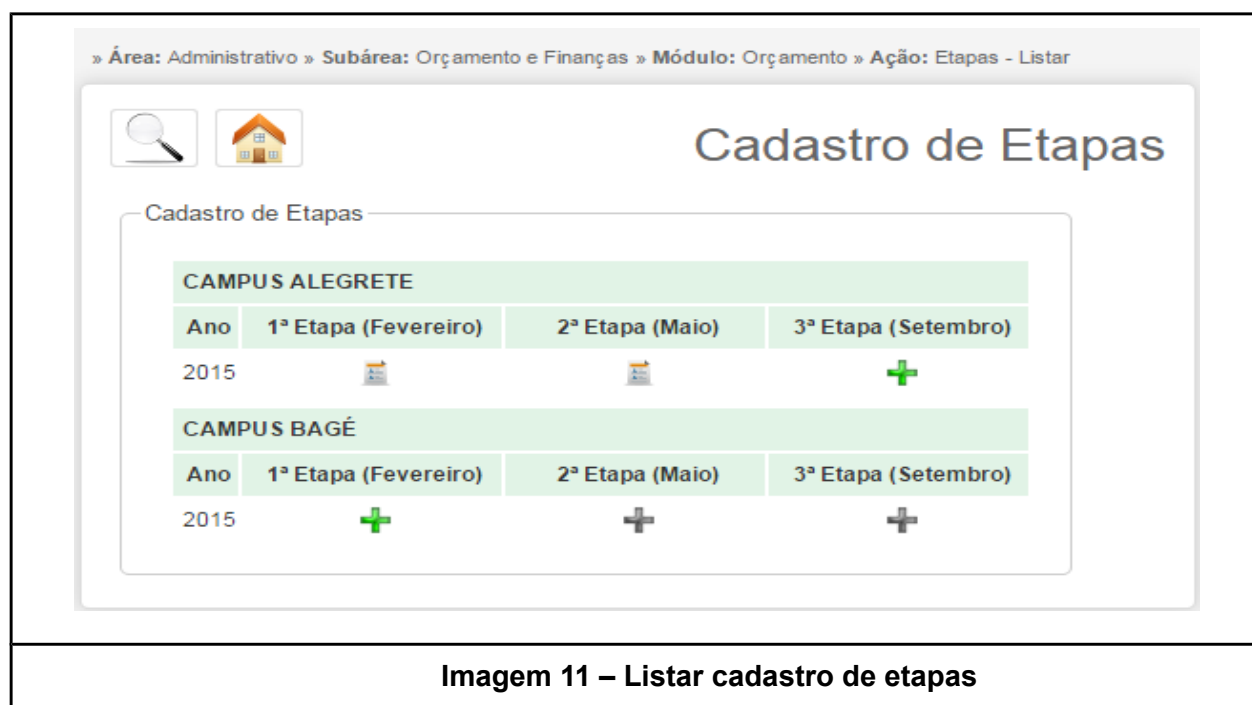 » Área: Administrativo » Subárea: Orçamento e Finanças » Módulo: Orçamento » Ação: Etapas - Listar
Cadastro de Etapas
Cadastro de Etapas
CAMPUS ALEGRETE
Ano 1ª Etapa (Fevereiro) 2ª Etapa (Maio) 3ª Etapa (Setembro)
2015
CAMPUS BAGÉ
Ano 1ª Etapa (Fevereiro) 2ª Etapa (Maio) 3ª Etapa (Setembro)
2015
Imagem 11 – Listar cadastro de etapas